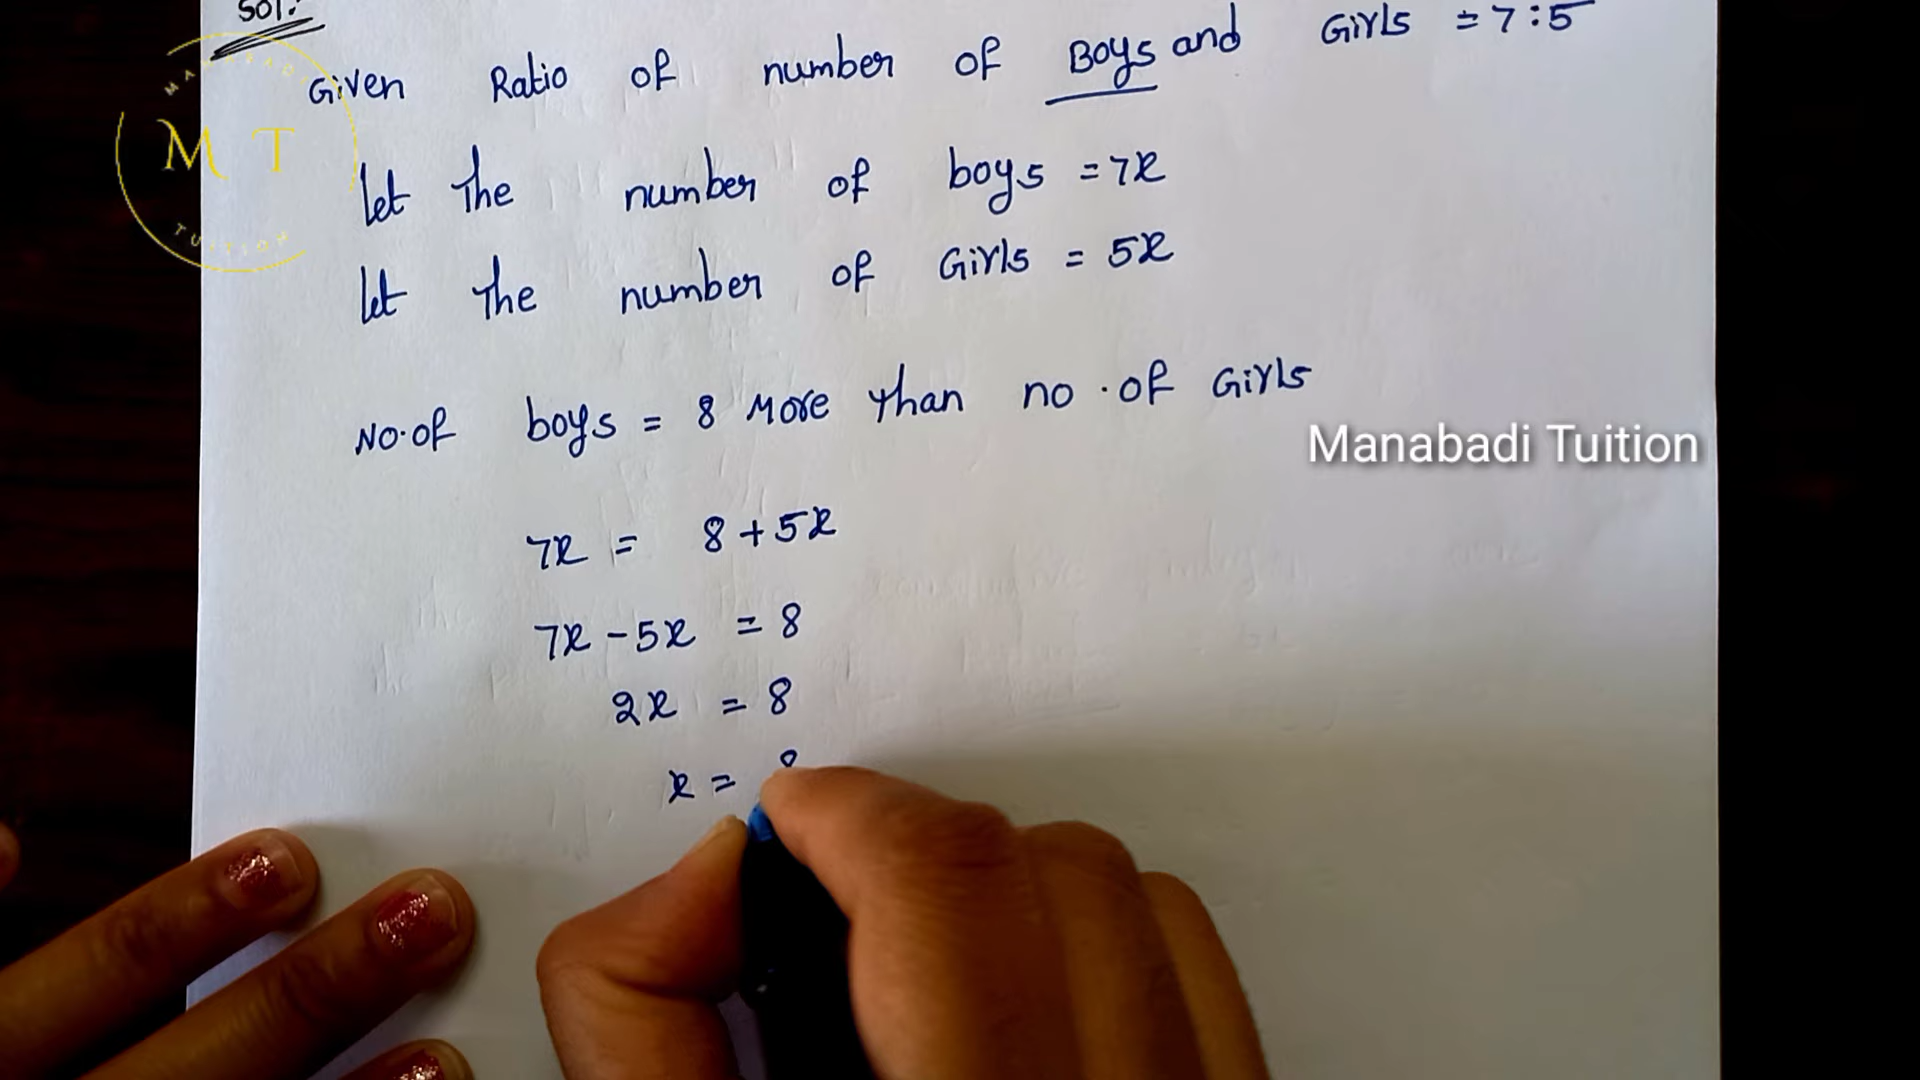 Sol:
Given Ratio of number of Boys and Girls = 7:5
M T
TUITION
let the number of boys = 7x
let the number of Girls = 5x
No.of boys = 8 More than no.of Girls
Manabadi Tuition
7x = 8+5x
7x-5x = 8
2x = 8
x = 8